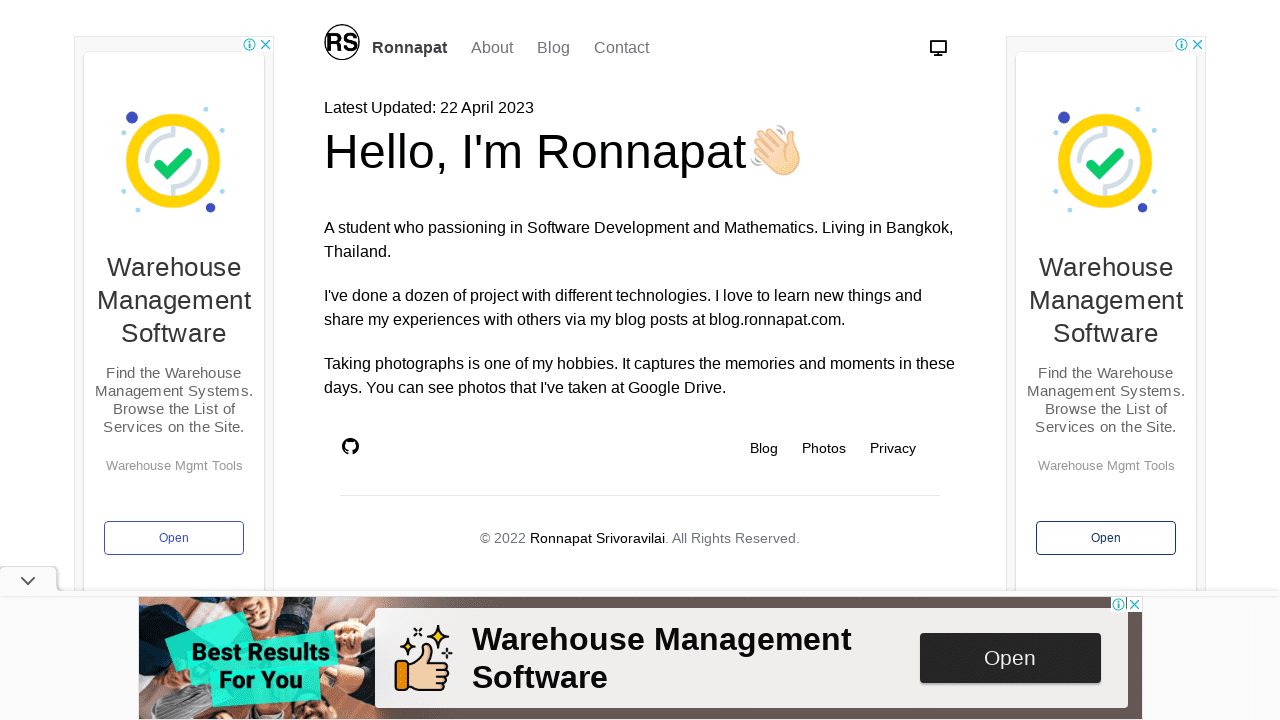 RS Ronnapat About Blog Contact
Latest Updated: 22 April 2023
Hello, I'm Ronnapat
A student who passioning in Software Development and Mathematics. Living in Bangkok,
Thailand.
I've done a dozen of project with different technologies. I love to learn new things and
share my experiences with others via my blog posts at blog.ronnapat.com.
Taking photographs is one of my hobbies. It captures the memories and moments in these
days. You can see photos that I've taken at Google Drive.
Blog Photos Privacy
© 2022 Ronnapat Srivoravilai. All Rights Reserved.
Warehouse
Management
Software
Find the Warehouse
Management Systems.
Browse the List of
Services on the Site.
Warehouse Mgmt Tools
Open
Warehouse
Management
Software
Find the Warehouse
Management Systems.
Browse the List of
Services on the Site.
Warehouse Mgmt Tools
Open
Best Results
For You
Warehouse Management
Software
Open